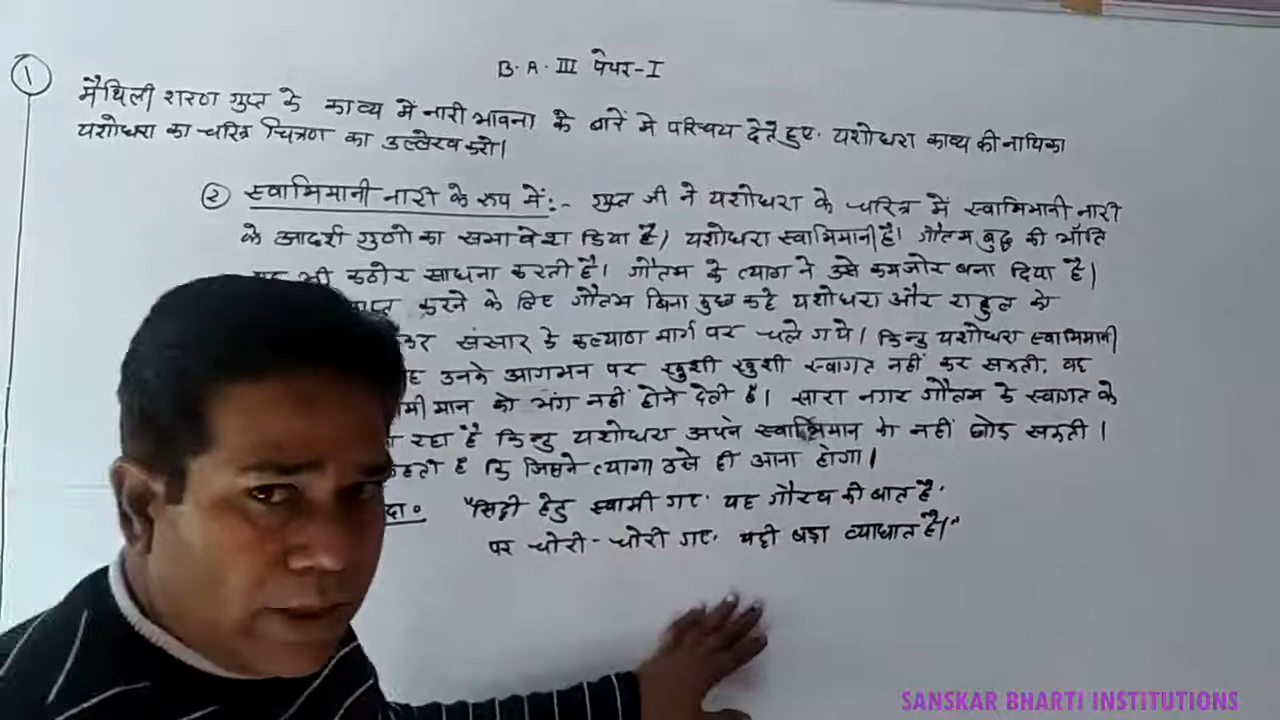 B.A. III पेपर-I
1
मैथिली शरण गुप्त के काव्य में नारी भावना के बारें में परिचय देते हुए. यशोधरा काव्य की नायिका
यशोधरा का चरित्र चित्रण का उल्लेख करो।
2 स्वाभिमानी नारी के रूप में:- गुप्त जी ने यशोधरा के चरित्र में स्वाभिमानी नारी
के आदर्श गुणों का समावेश किया है। यशोधरा स्वाभिमानी है। गौतम बुद्ध की भाँति
भी कठोर साधना करती है। गौतम के त्याग ने उसे कमजोर बना दिया है।
करने के लिए गौतम बिना कुछ कहे यशोधरा और राहुल को
संसार के कल्याण मार्ग पर चले गये। किन्तु यशोधरा स्वाभिमानी
उनके आगमन पर खुशी खुशी स्वागत नहीं कर सकती. वह
मान को भंग नहीं होने देती है। सारा नगर गौतम के स्वागत के
रहा है किन्तु यशोधरा अपने स्वाभिमान को नहीं छोड सकती।
है कि जिसने त्यागा उसे ही आना होगा।
"सिद्दी हेतु स्वामी गए. यह गौरव की बात है.
पर चोरी-चोरी गए. यही बड़ा व्याघात है।"
SANSKAR BHARTI INSTITUTIONS